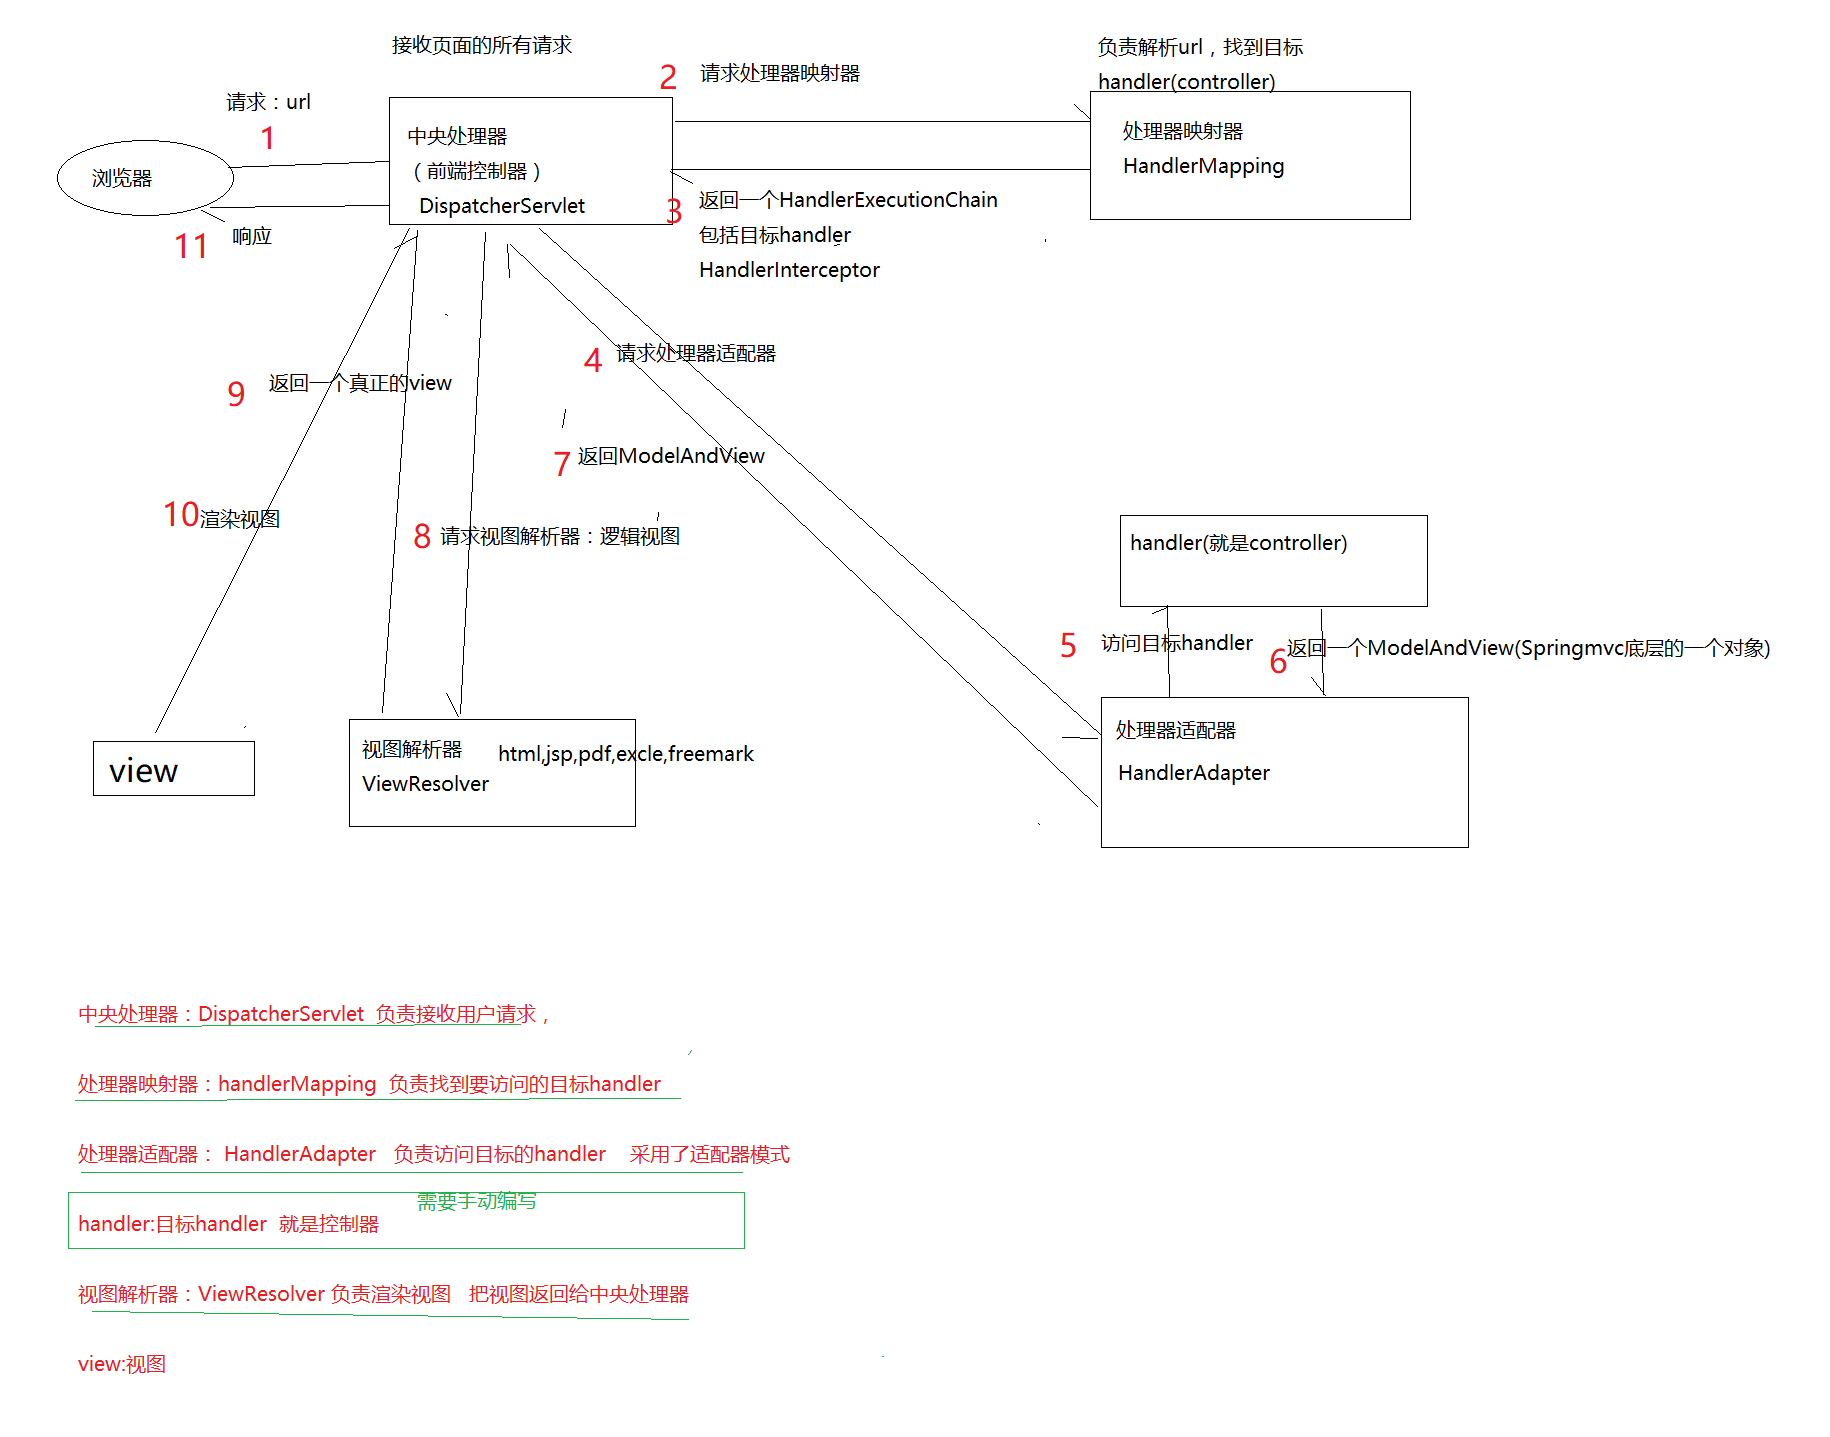 接收页面的所有请求
负责解析url，找到目标
handler(controller)
2 请求处理器映射器
请求：url
1
中央处理器
（前端控制器）
DispatcherServlet
处理器映射器
HandlerMapping
浏览器
3 返回一个HandlerExecutionChain
包括目标handler
HandlerInterceptor
11 响应
4 请求处理器适配器
9 返回一个真正的view
7 返回ModelAndView
10 渲染视图
8 请求视图解析器：逻辑视图
handler(就是controller)
5 访问目标handler
6 返回一个ModelAndView(Springmvc底层的一个对象)
处理器适配器
HandlerAdapter
视图解析器 html,jsp,pdf,excle,freemark
ViewResolver
view
中央处理器：DispatcherServlet 负责接收用户请求，
处理器映射器：handlerMapping 负责找到要访问的目标handler
处理器适配器： HandlerAdapter 负责访问目标的handler 采用了适配器模式
需要手动编写
handler:目标handler 就是控制器
视图解析器：ViewResolver 负责渲染视图 把视图返回给中央处理器
view:视图